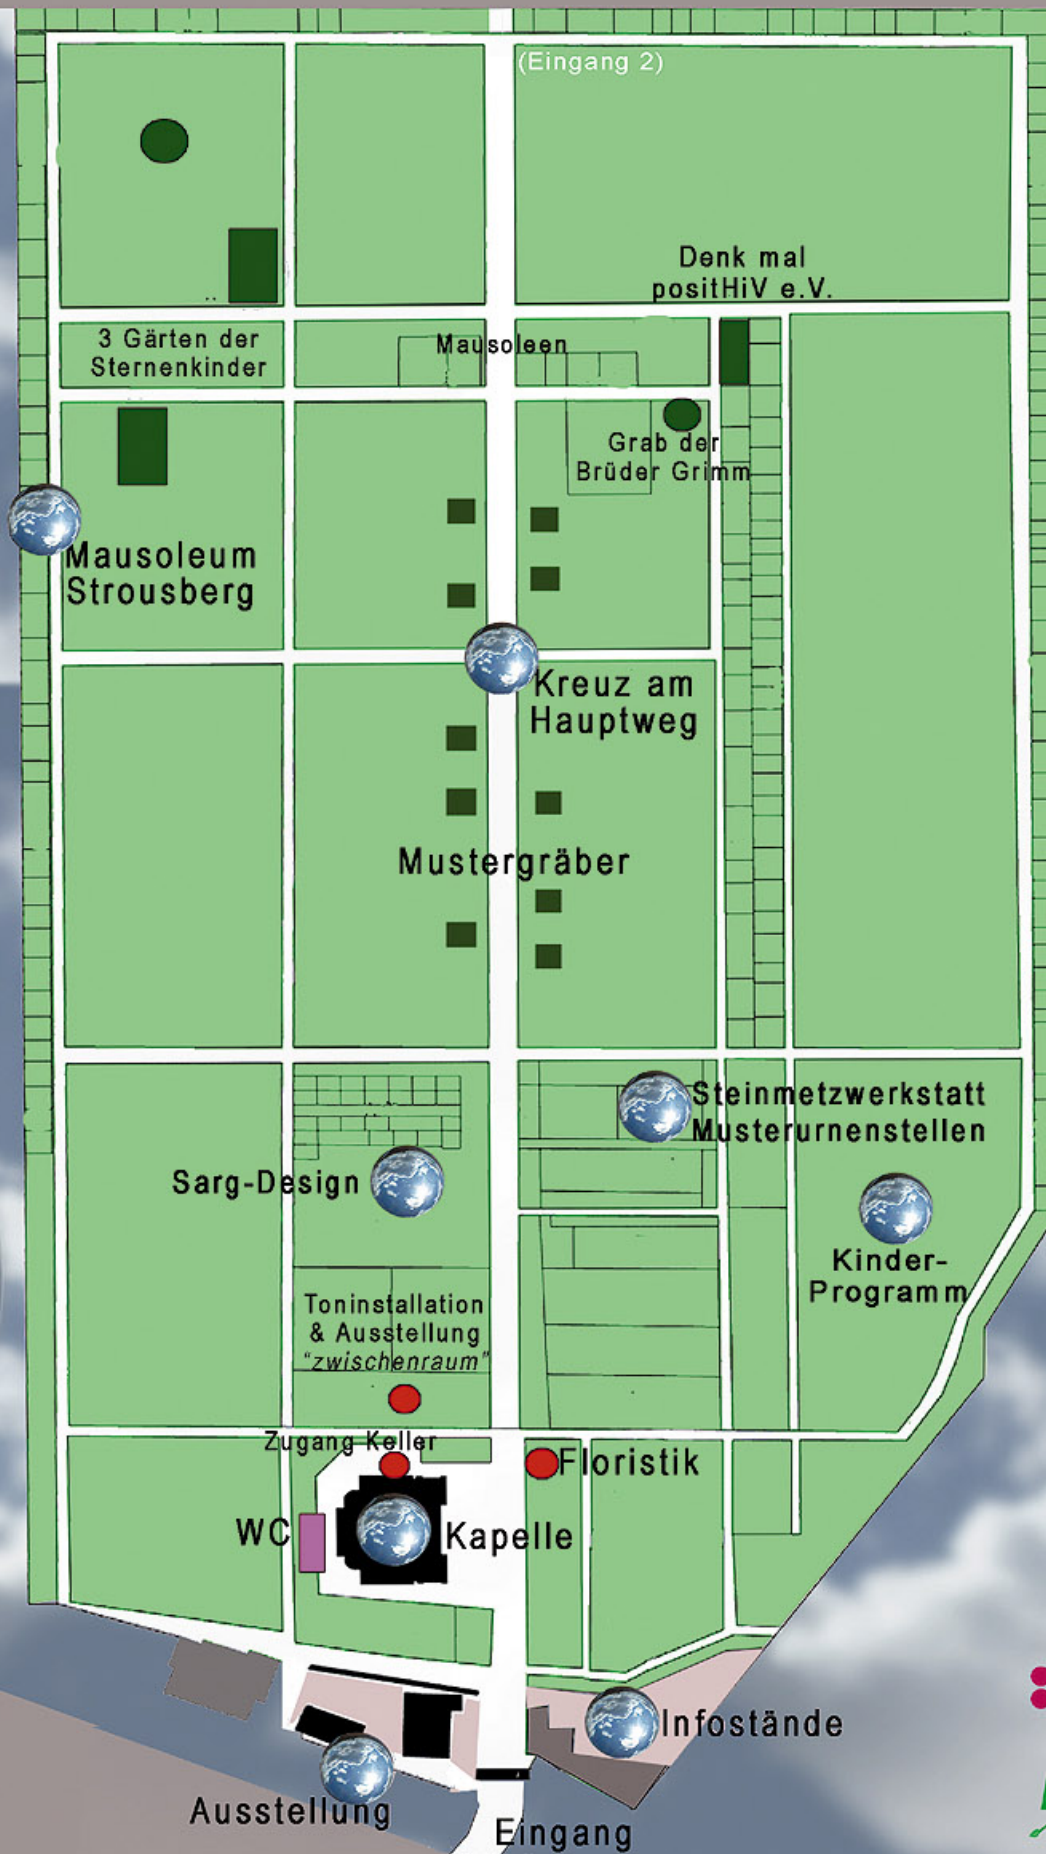 (Eingang 2)
Denk mal
positHiV e.V.
3 Gärten der
Sternenkinder
Mausoleen
Grab der
Brüder Grimm
Mausoleum
Strousberg
Kreuz am
Hauptweg
Mustergräber
Steinmetzwerkstatt
Musterurnenstellen
Sarg-Design
Kinder-
Programm
Toninstallation
& Ausstellung
"zwischenraum"
Zugang Keller
Floristik
WC
Kapelle
Infostände
Ausstellung
Eingang